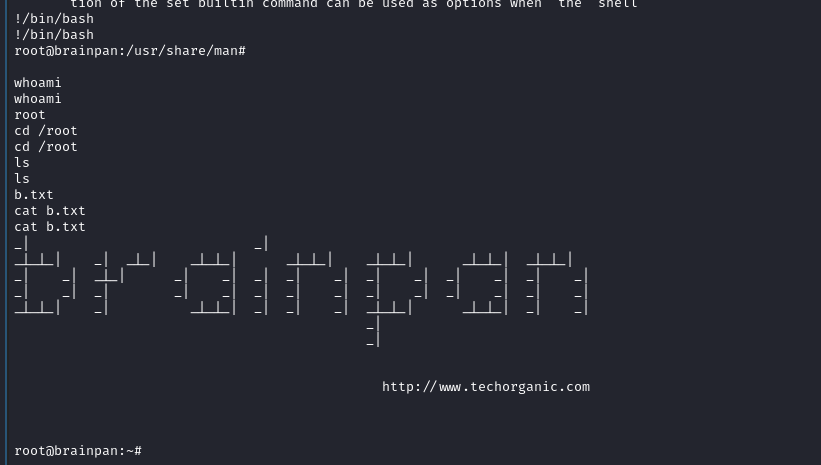 tion of the set builtin command can be used as options when the shell
!/bin/bash
!/bin/bash
root@brainpan:/usr/share/man#
whoami
whoami
root
cd /root
cd /root
ls
ls
b.txt
cat b.txt
cat b.txt
brainpan
http://www.techorganic.com
root@brainpan:~#